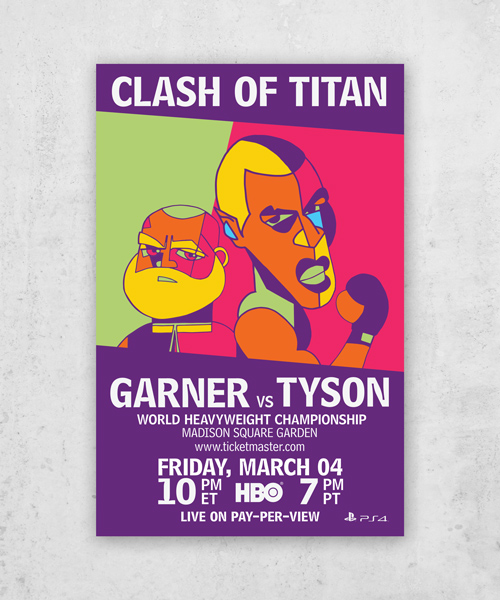 CLASH OF TITAN
GARNER vs TYSON
WORLD HEAVYWEIGHT CHAMPIONSHIP
MADISON SQUARE GARDEN
www.ticketmaster.com
FRIDAY, MARCH 04
10 PM ET HBO® 7 PM PT
LIVE ON PAY-PER-VIEW PS4